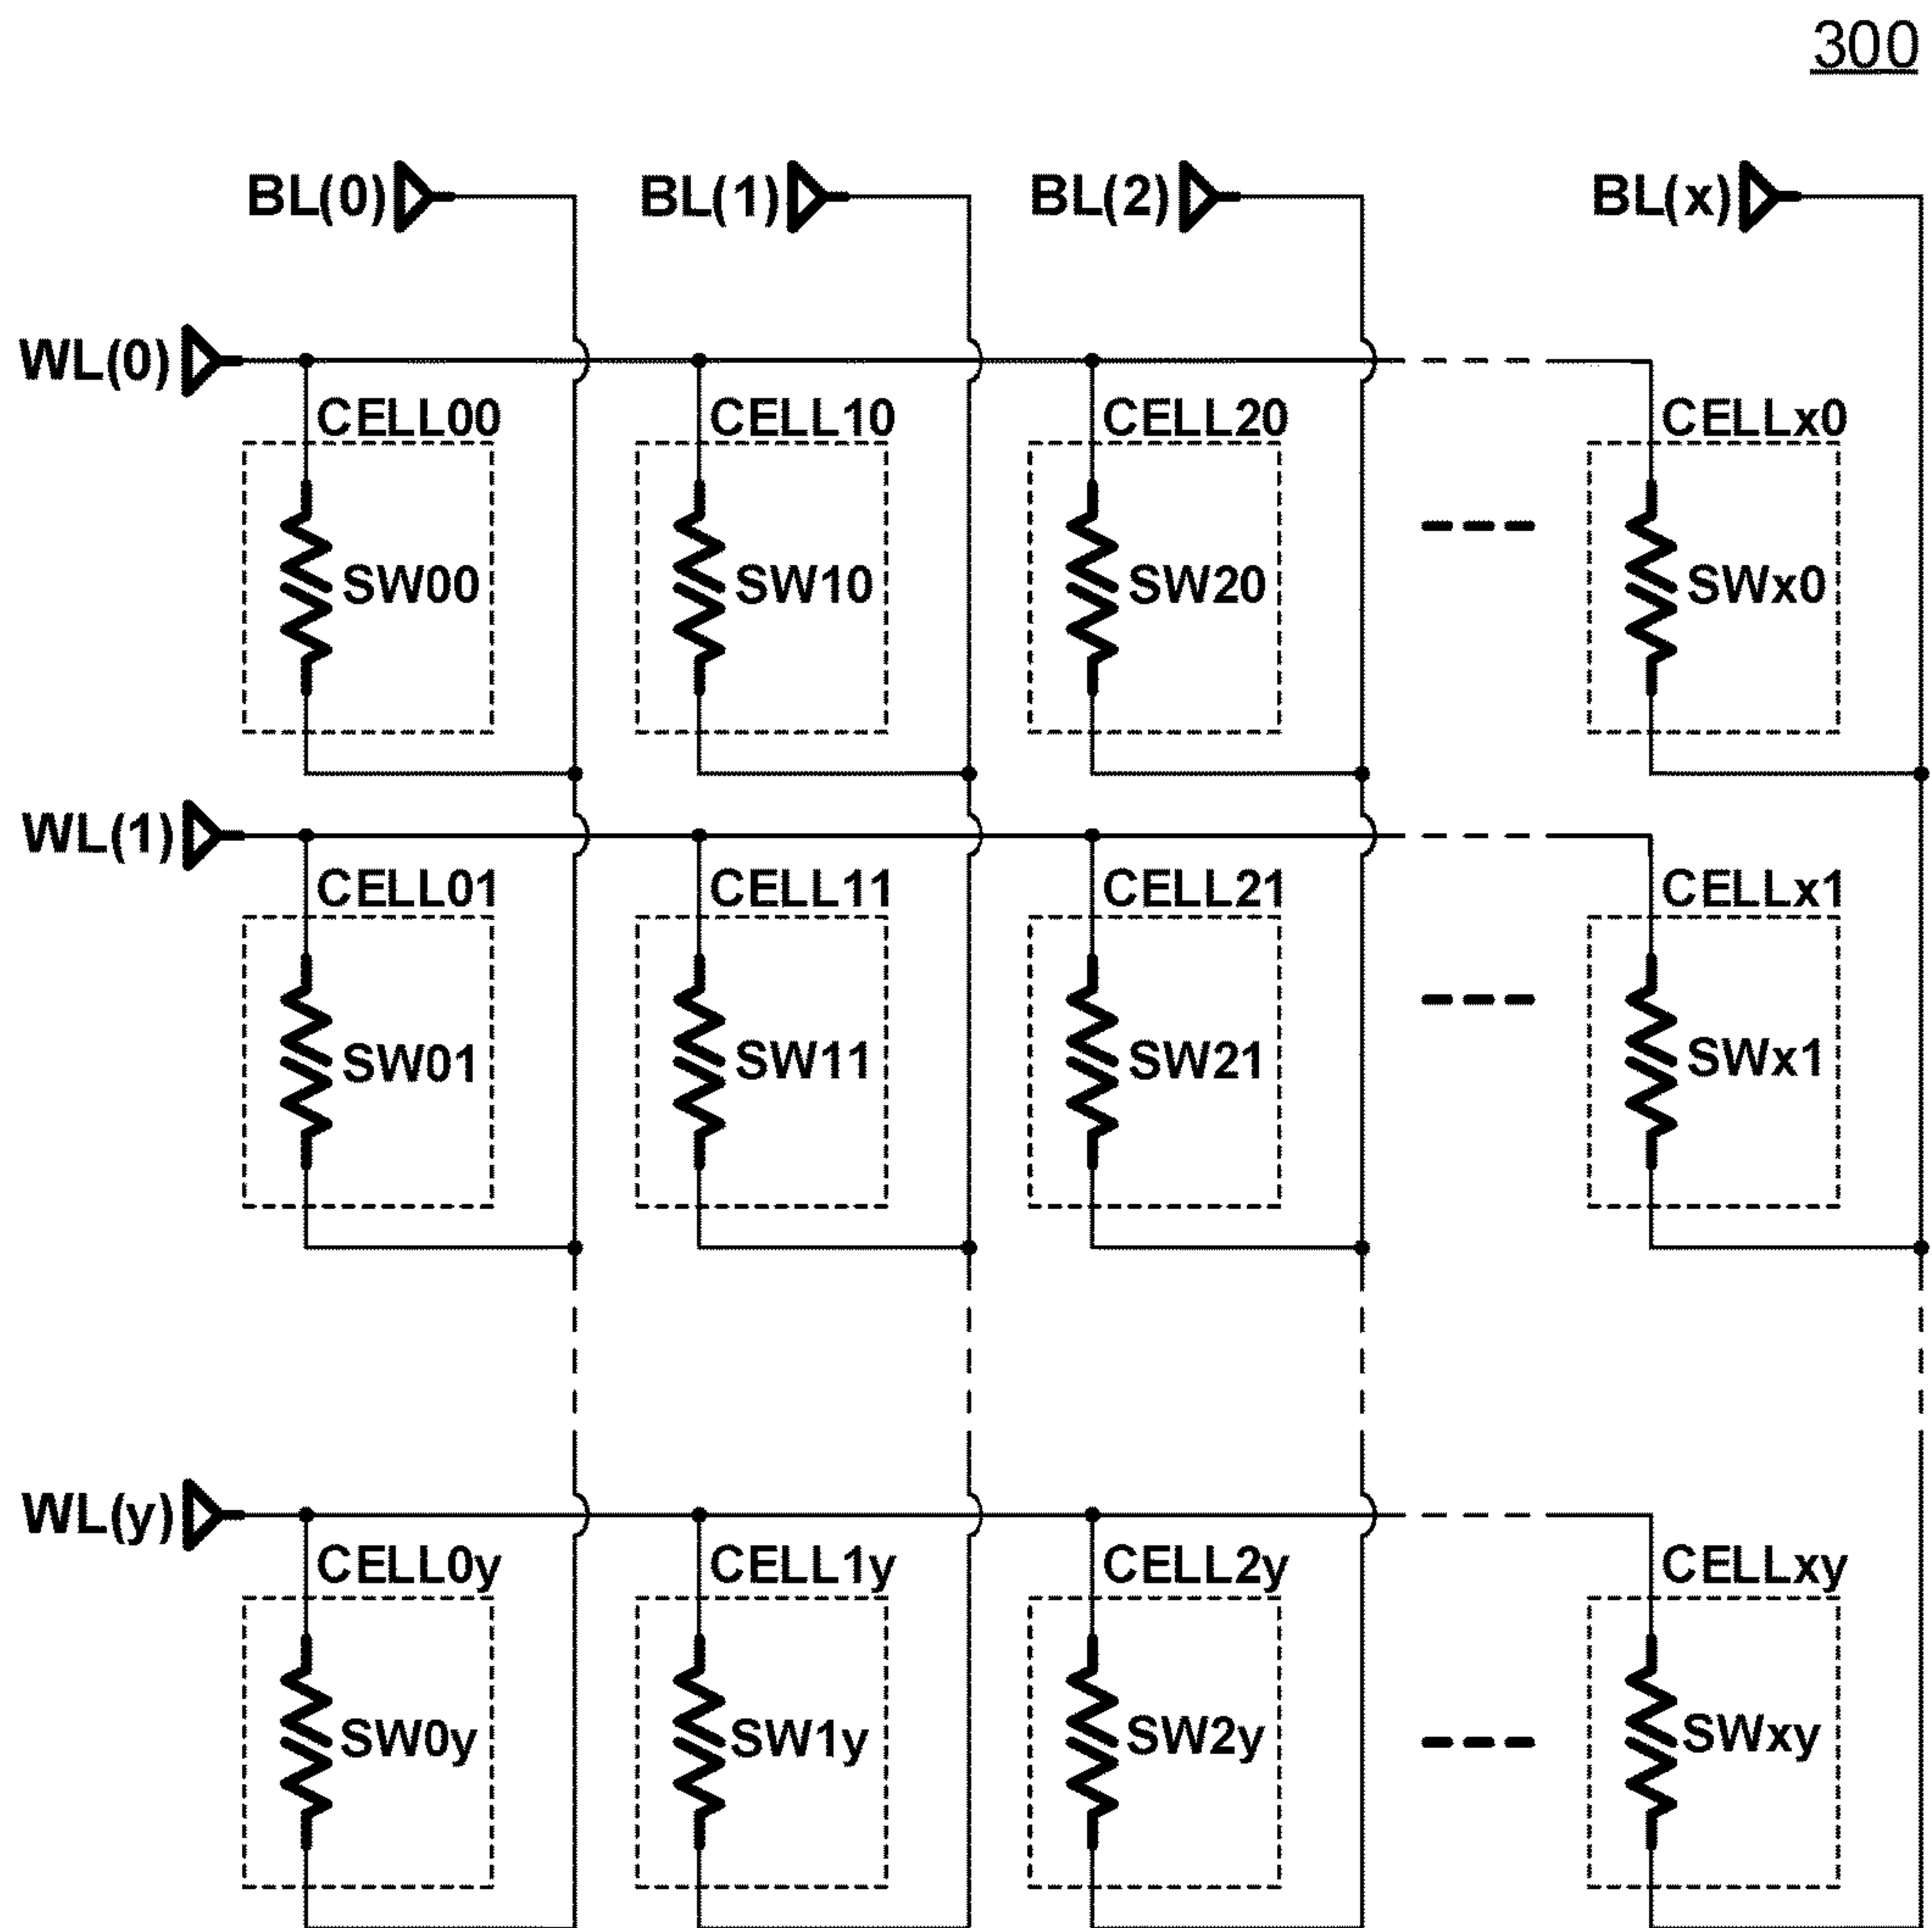 300
BL(0) BL(1) BL(2) BL(x)
WL(0)
CELL00 CELL10 CELL20 CELLx0
SW00 SW10 SW20 SWx0
WL(1)
CELL01 CELL11 CELL21 CELLx1
SW01 SW11 SW21 SWx1
WL(y)
CELL0y CELL1y CELL2y CELLxy
SW0y SW1y SW2y SWxy